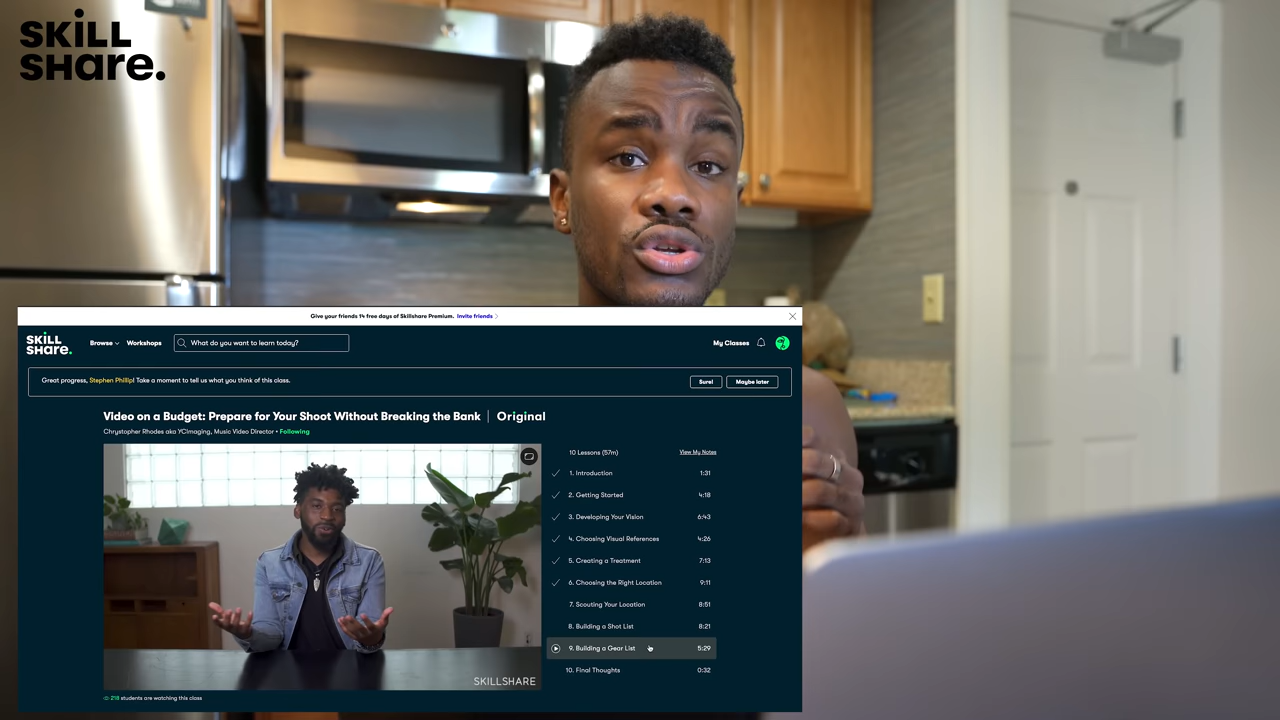 SKILL
SHare.
Give your friends 14 free days of Skillshare Premium. Invite friends
SKILL
SHare.
Browse
Workshops
What do you want to learn today?
My Classes
Great progress, Stephen Phillip! Take a moment to tell us what you think of this class.
Sure!
Maybe later
Video on a Budget: Prepare for Your Shoot Without Breaking the Bank | Original
Chrystopher Rhodes aka YCImaging, Music Video Director • Following
10 Lessons (57m)
View My Notes
1. Introduction 1:31
2. Getting Started 4:18
3. Developing Your Vision 6:43
4. Choosing Visual References 4:26
5. Creating a Treatment 7:13
6. Choosing the Right Location 9:11
7. Scouting Your Location 8:51
8. Building a Shot List 8:21
9. Building a Gear List 5:29
10. Final Thoughts 0:32
SKILLSHARE
218 students are watching this class